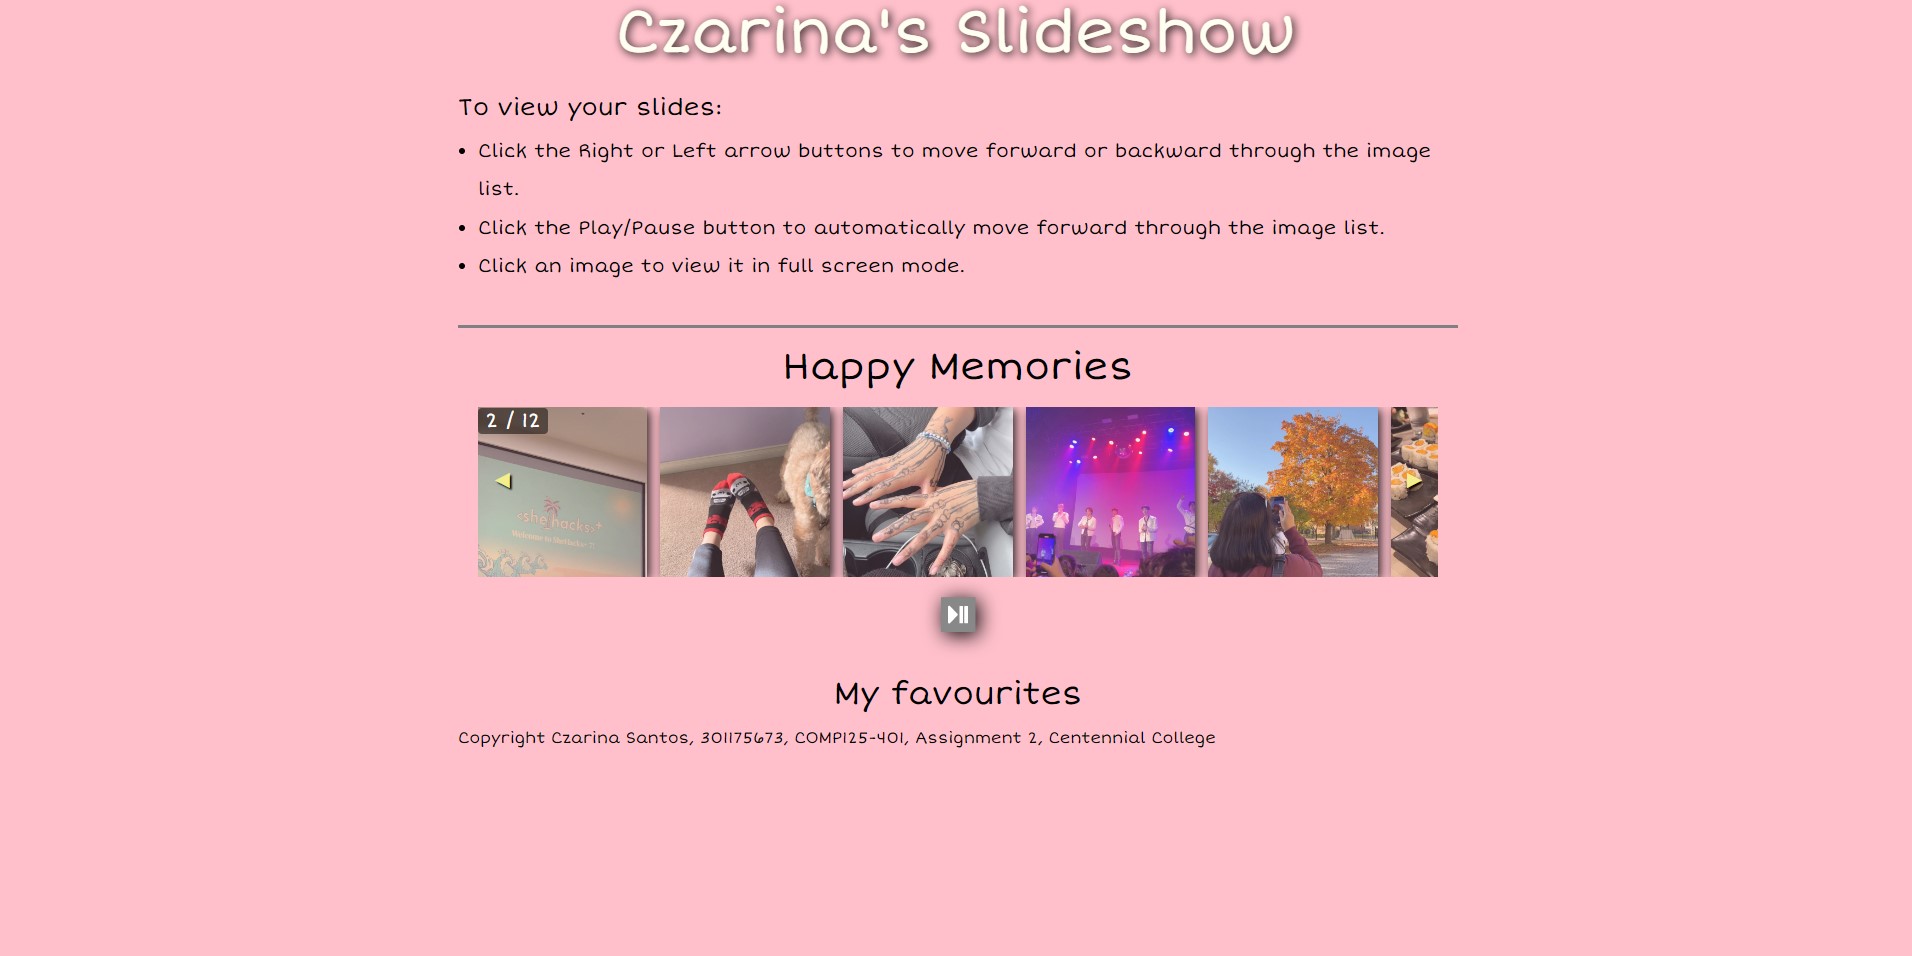 Czarina's Slideshow
To view your slides:
• Click the Right or Left arrow buttons to move forward or backward through the image
list.
• Click the Play/Pause button to automatically move forward through the image list.
• Click an image to view it in full screen mode.
Happy Memories
2 / 12
she hacks+
Welcome to SheHacks+
My favourites
Copyright Czarina Santos, 301175673, COMP125-401, Assignment 2, Centennial College